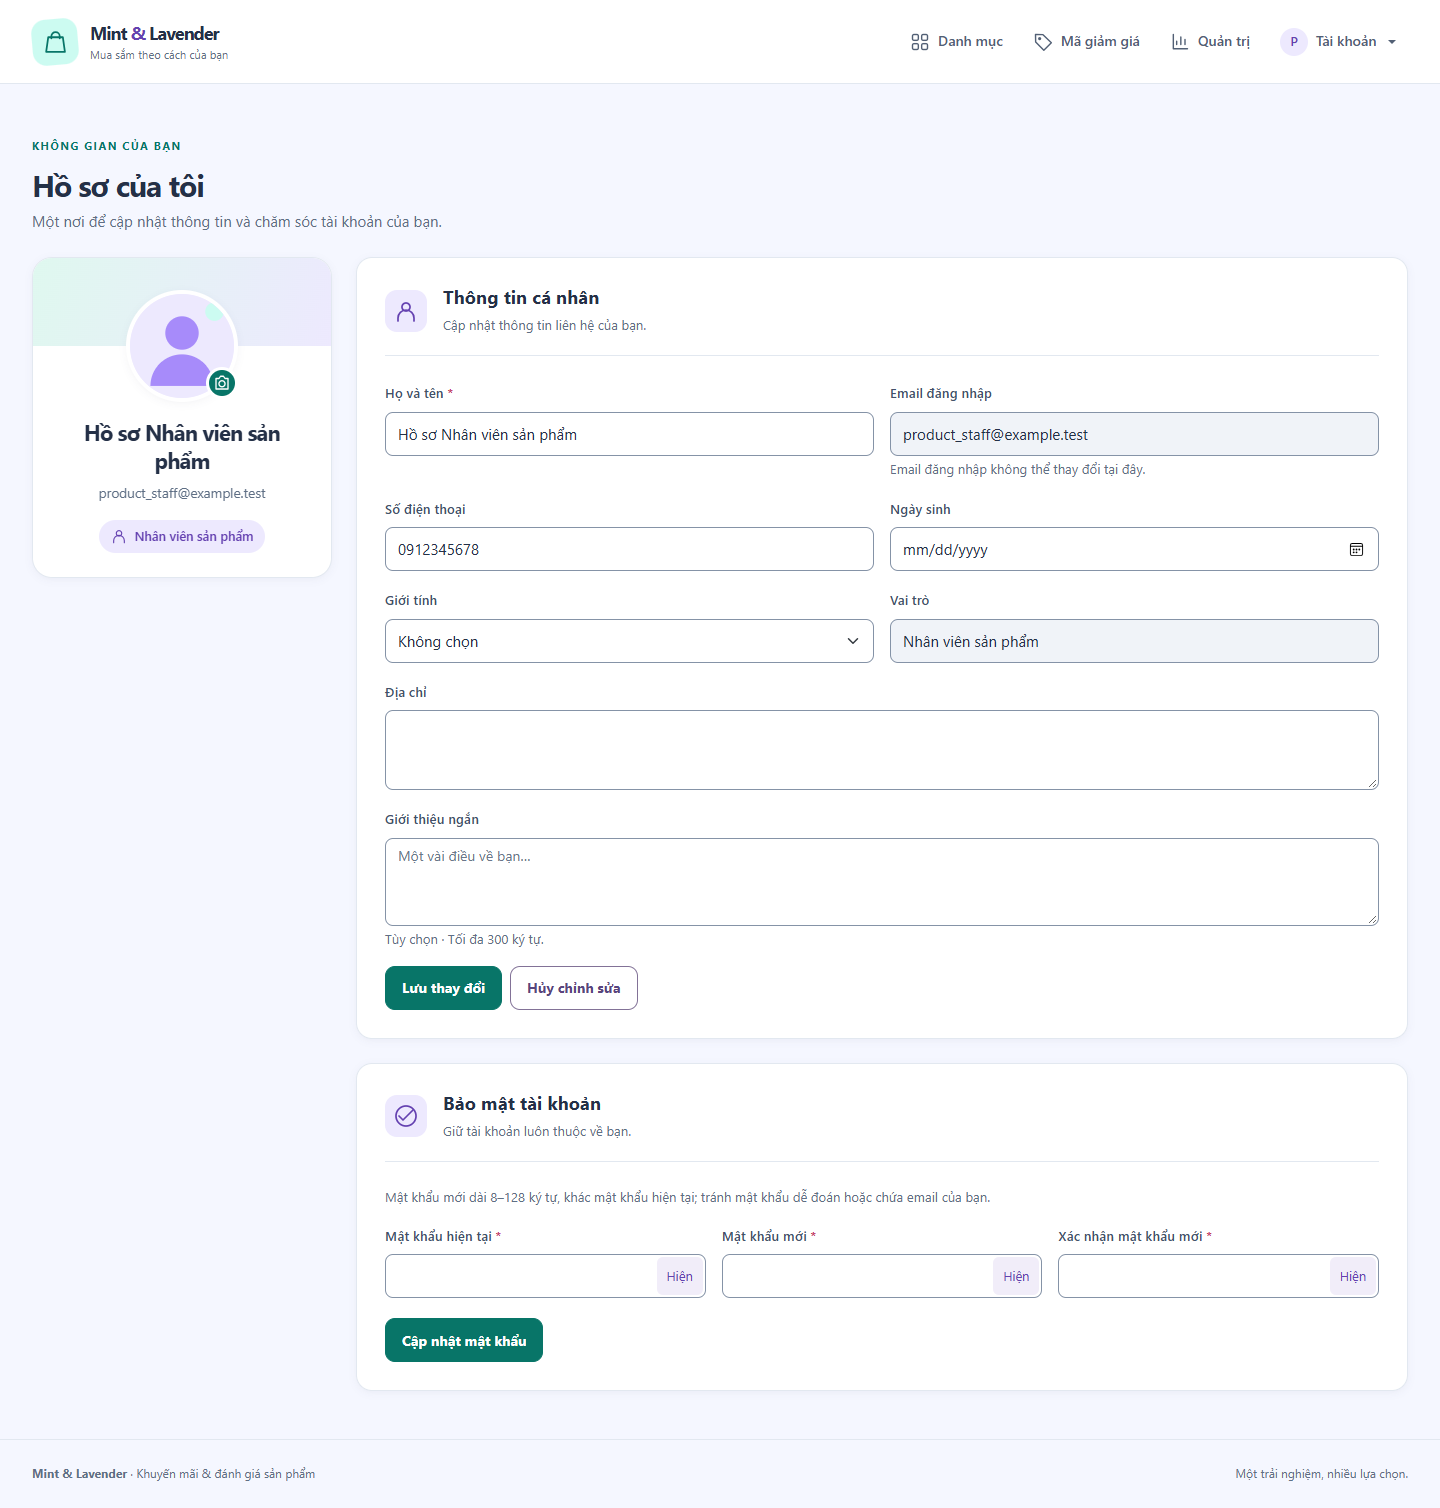 Mint & Lavender
Mua sắm theo cách của bạn
Danh mục
Mã giảm giá
Quản trị
P
Tài khoản
KHÔNG GIAN CỦA BẠN
Hồ sơ của tôi
Một nơi để cập nhật thông tin và chăm sóc tài khoản của bạn.
Hồ sơ Nhân viên sản
phẩm
product_staff@example.test
Nhân viên sản phẩm
Thông tin cá nhân
Cập nhật thông tin liên hệ của bạn.
Họ và tên *
Hồ sơ Nhân viên sản phẩm
Email đăng nhập
product_staff@example.test
Email đăng nhập không thể thay đổi tại đây.
Số điện thoại
0912345678
Ngày sinh
mm/dd/yyyy
Giới tính
Không chọn
Vai trò
Nhân viên sản phẩm
Địa chỉ
Giới thiệu ngắn
Một vài điều về bạn...
Tùy chọn · Tối đa 300 ký tự.
Lưu thay đổi
Hủy chỉnh sửa
Bảo mật tài khoản
Giữ tài khoản luôn thuộc về bạn.
Mật khẩu mới dài 8–128 ký tự, khác mật khẩu hiện tại; tránh mật khẩu dễ đoán hoặc chứa email của bạn.
Mật khẩu hiện tại *
Hiện
Mật khẩu mới *
Hiện
Xác nhận mật khẩu mới *
Hiện
Cập nhật mật khẩu
Mint & Lavender · Khuyến mãi & đánh giá sản phẩm
Một trải nghiệm, nhiều lựa chọn.